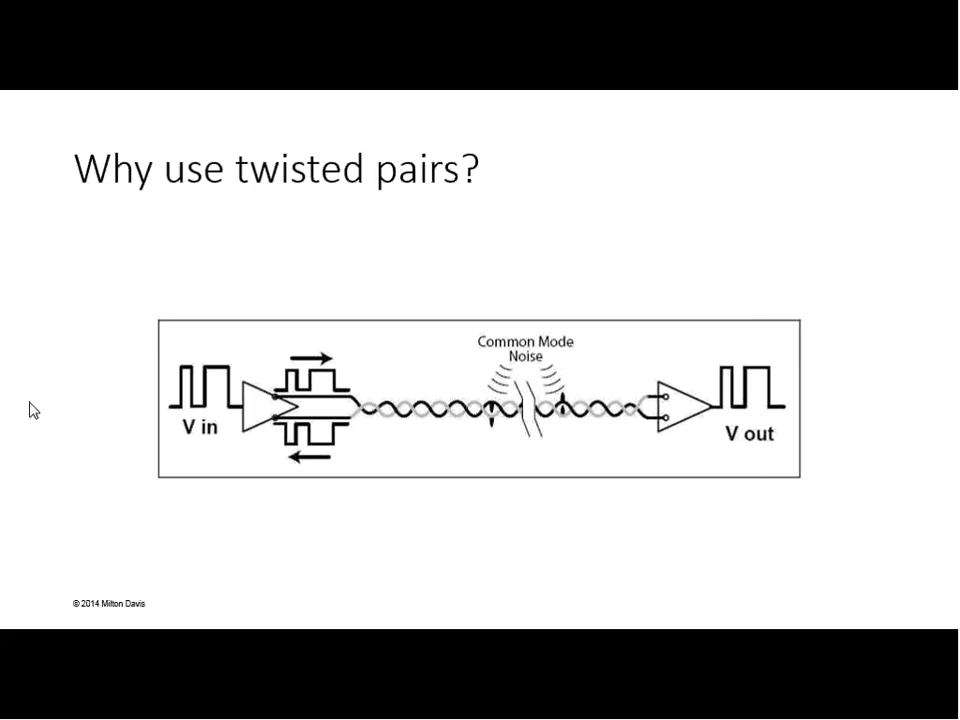 Why use twisted pairs?
Common Mode
Noise
V in
V out
© 2014 Milton Davis